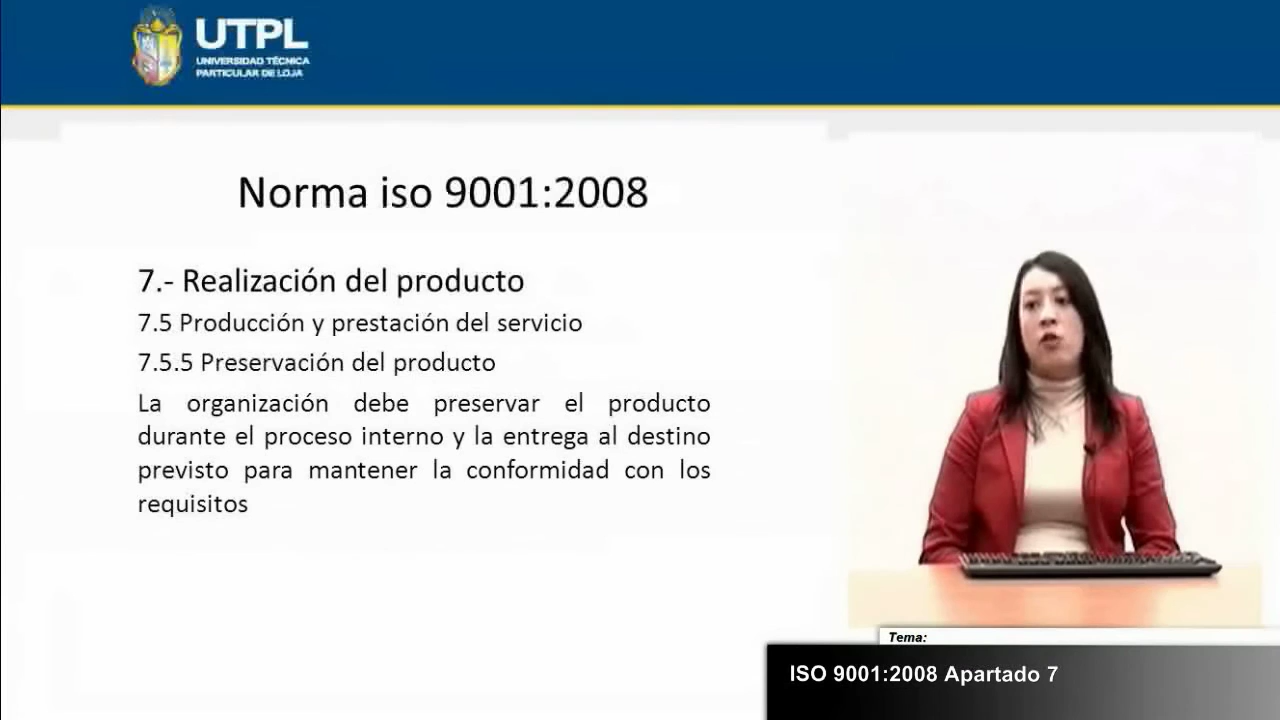 UTPL
UNIVERSIDAD TÉCNICA
PARTICULAR DE LOJA
Norma iso 9001:2008
7.- Realización del producto
7.5 Producción y prestación del servicio
7.5.5 Preservación del producto
La organización debe preservar el producto
durante el proceso interno y la entrega al destino
previsto para mantener la conformidad con los
requisitos
Tema:
ISO 9001:2008 Apartado 7